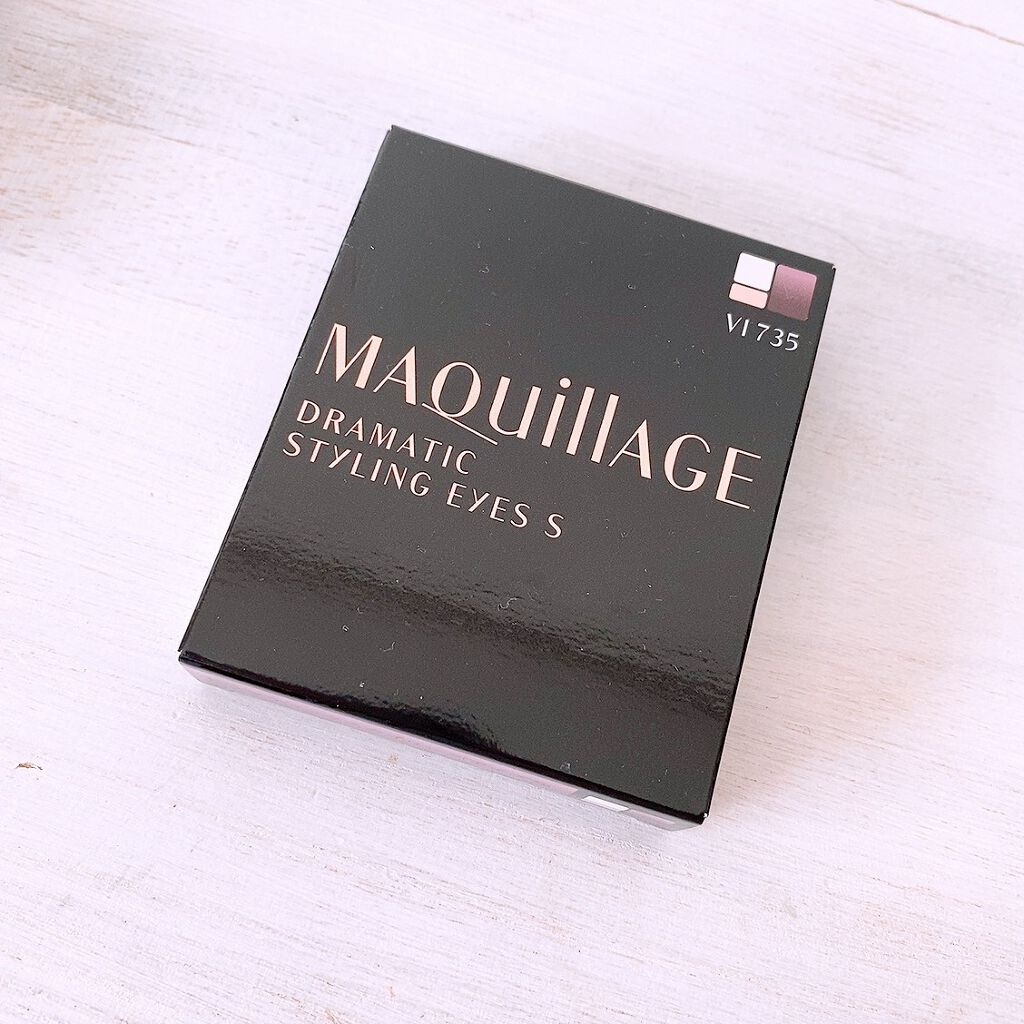 VI 735
MAQuillAGE
DRAMATIC
STYLING EYES S